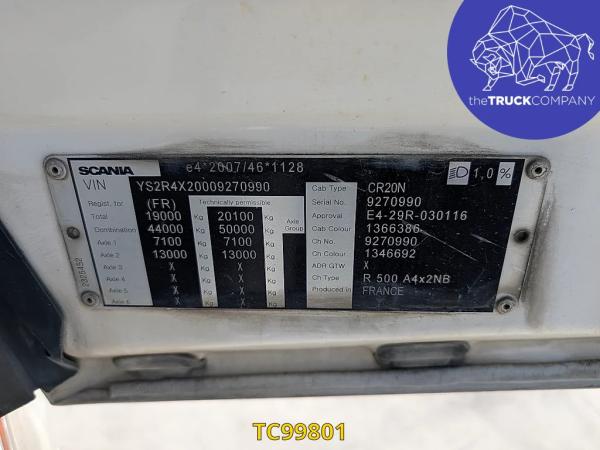 theTRUCKCOMPANY
SCANIA e4*2007/46*1128
VIN YS2R4X20009270990
Regist. for (FR) Technically permissible
Total 19000 Kg 20100 Kg Axle Group
Combination 44000 Kg 50000 Kg
Axle 1 7100 Kg 7100 Kg
Axle 2 13000 Kg 13000 Kg
Axle 3 X Kg X Kg
Axle 4 X Kg X Kg
Axle 5 X Kg X Kg
Axle 6 X Kg X Kg
2025452
Cab Type CR20N 1,0 %
Serial No. 9270990
Approval E4-29R-030116
Cab Colour 1366386
Ch No. 9270990
Ch Colour 1346692
ADR GTW X
Type R 500 A4x2NB
Produced in FRANCE
TC99801